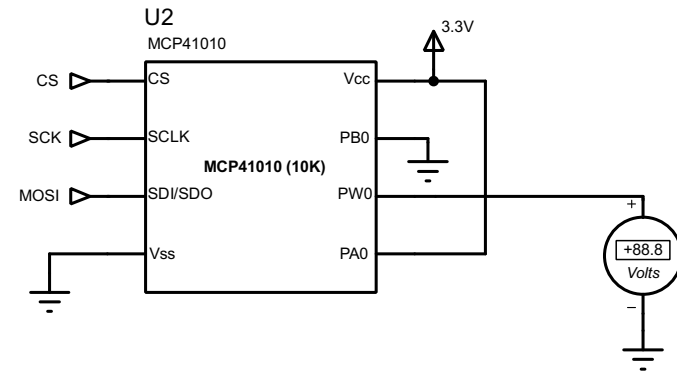 U2
MCP41010
3.3V
CS
CS
Vcc
SCK
SCLK
PB0
MCP41010 (10K)
MOSI
SDI/SDO
PW0
+
Vss
PA0
+88.8
Volts
–